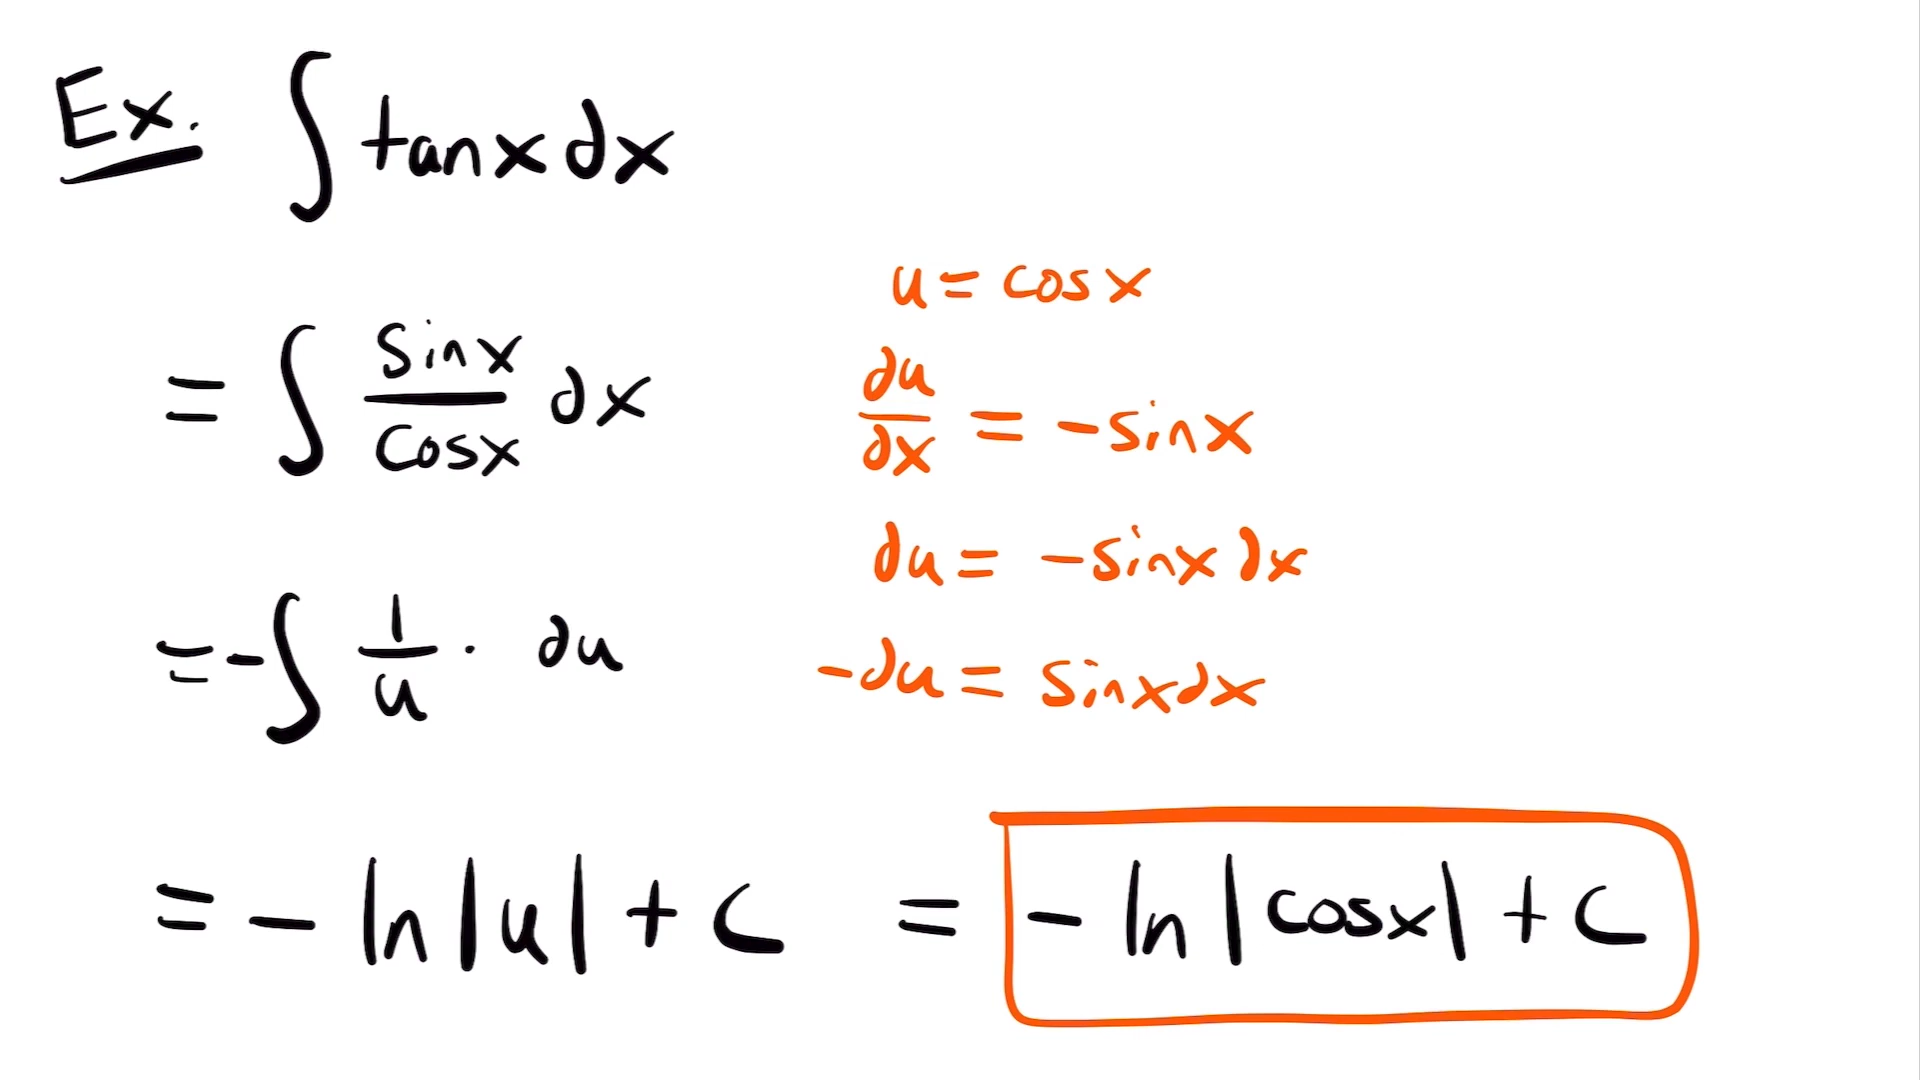 Ex. ∫ tanx dx
= ∫ sinx/cosx dx
u = cosx
du/dx = -sinx
du = -sinx dx
-du = sinx dx
= -∫ 1/u · du
= - ln|u| + C = - ln|cosx| + C